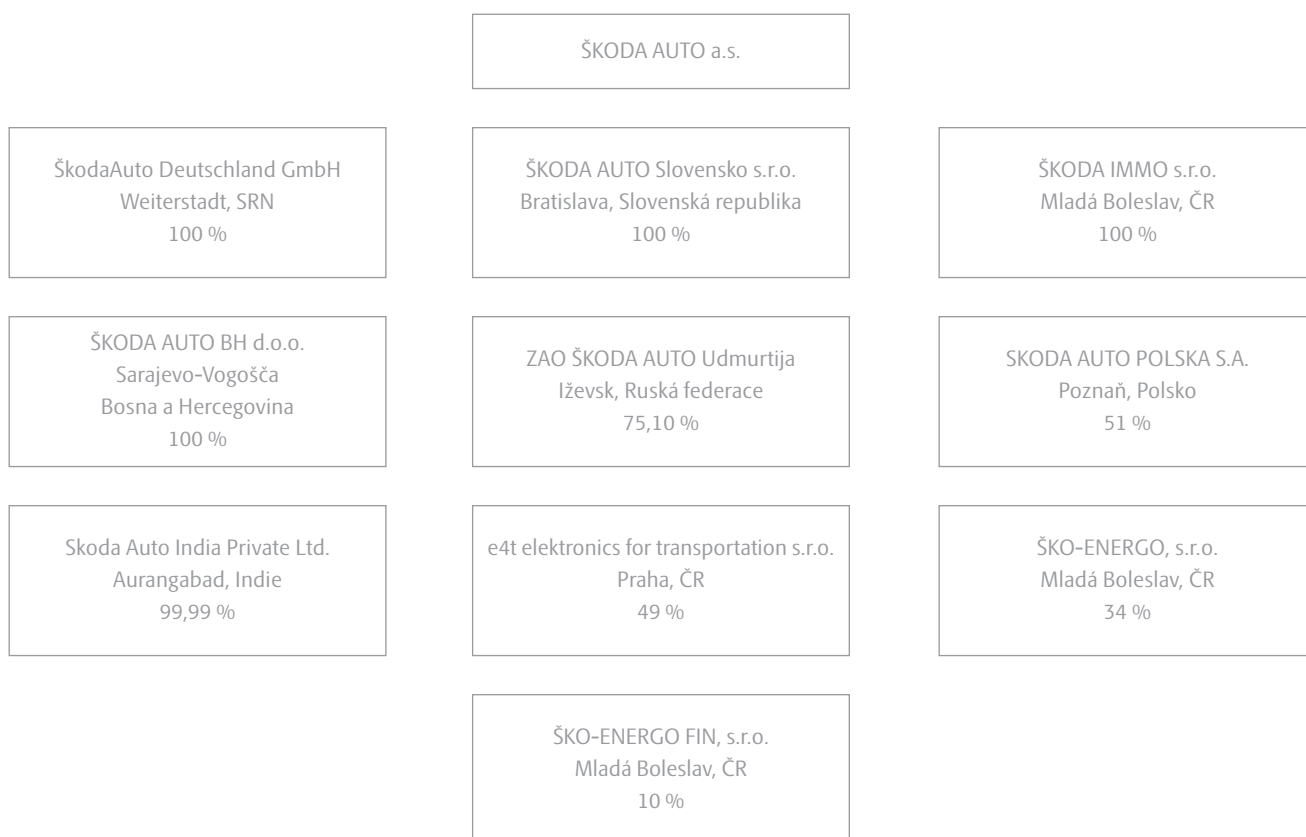 ŠKODA AUTO a.s.
ŠkodaAuto Deutschland GmbH
Weiterstadt, SRN
100 %
ŠKODA AUTO Slovensko s.r.o.
Bratislava, Slovenská republika
100 %
ŠKODA IMMO s.r.o.
Mladá Boleslav, ČR
100 %
ŠKODA AUTO BH d.o.o.
Sarajevo-Vogošča
Bosna a Hercegovina
100 %
ZAO ŠKODA AUTO Udmurtija
Iževsk, Ruská federace
75,10 %
SKODA AUTO POLSKA S.A.
Poznaň, Polsko
51 %
Skoda Auto India Private Ltd.
Aurangabad, Indie
99,99 %
e4t elektronics for transportation s.r.o.
Praha, ČR
49 %
ŠKO-ENERGO, s.r.o.
Mladá Boleslav, ČR
34 %
ŠKO-ENERGO FIN, s.r.o.
Mladá Boleslav, ČR
10 %